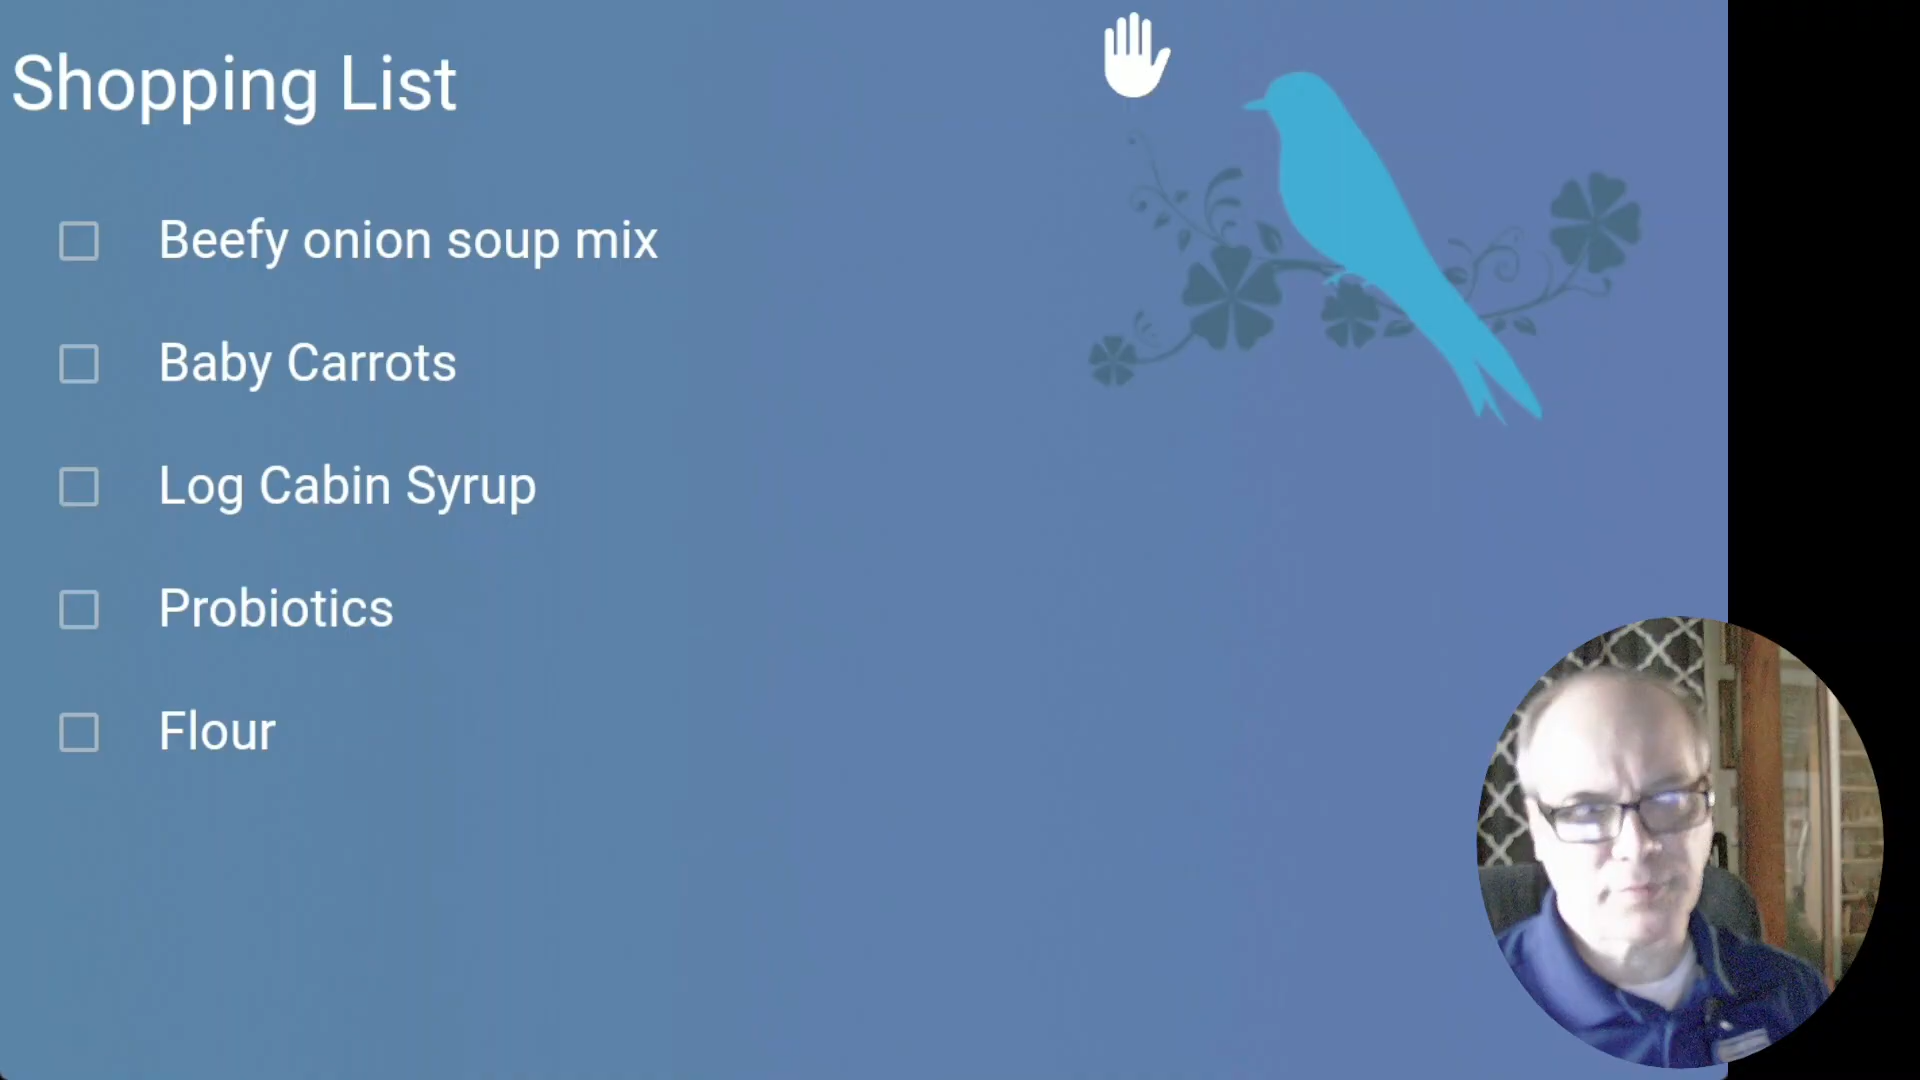 Shopping List
Beefy onion soup mix
Baby Carrots
Log Cabin Syrup
Probiotics
Flour